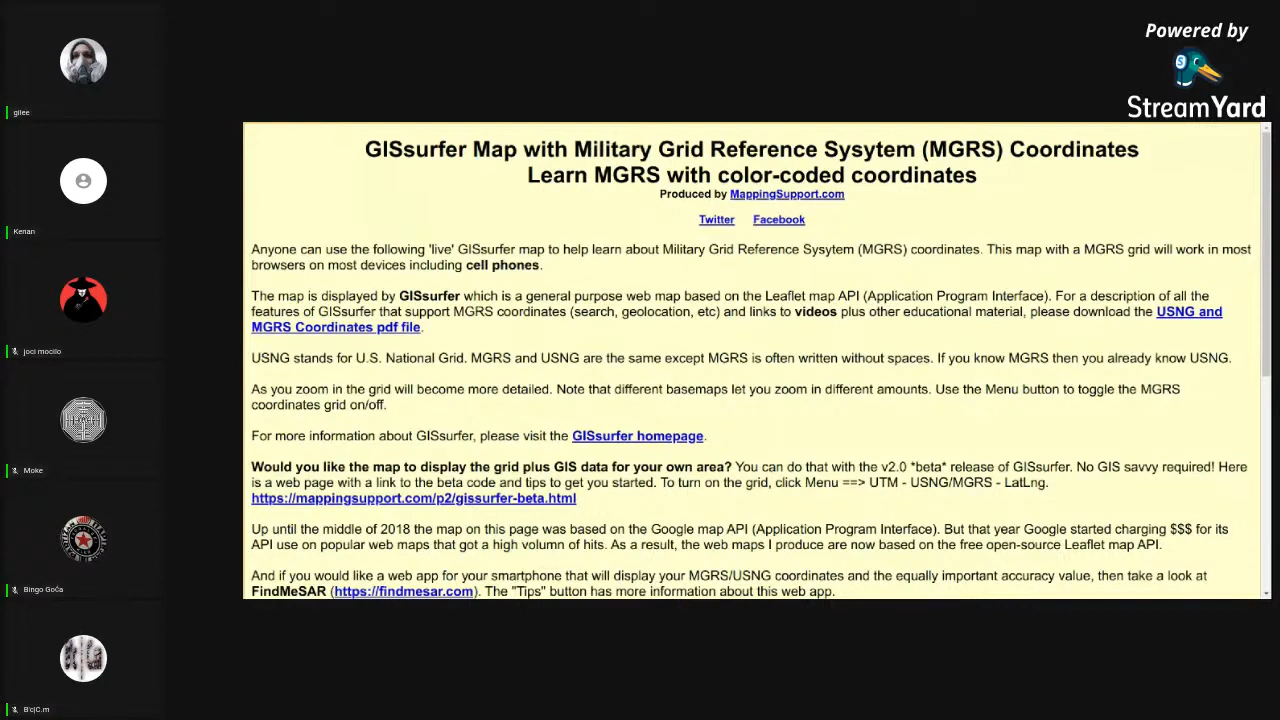 Powered by
StreamYard
gilee
Kenan
joci mocilo
Moke
Bingo Goča
B'c|C.m
GISsurfer Map with Military Grid Reference Sysytem (MGRS) Coordinates
Learn MGRS with color-coded coordinates
Produced by MappingSupport.com
Twitter Facebook
Anyone can use the following 'live' GISsurfer map to help learn about Military Grid Reference Sysytem (MGRS) coordinates. This map with a MGRS grid will work in most
browsers on most devices including cell phones.
The map is displayed by GISsurfer which is a general purpose web map based on the Leaflet map API (Application Program Interface). For a description of all the
features of GISsurfer that support MGRS coordinates (search, geolocation, etc) and links to videos plus other educational material, please download the USNG and
MGRS Coordinates pdf file.
USNG stands for U.S. National Grid. MGRS and USNG are the same except MGRS is often written without spaces. If you know MGRS then you already know USNG.
As you zoom in the grid will become more detailed. Note that different basemaps let you zoom in different amounts. Use the Menu button to toggle the MGRS
coordinates grid on/off.
For more information about GISsurfer, please visit the GISsurfer homepage.
Would you like the map to display the grid plus GIS data for your own area? You can do that with the v2.0 *beta* release of GISsurfer. No GIS savvy required! Here
is a web page with a link to the beta code and tips to get you started. To turn on the grid, click Menu ==> UTM - USNG/MGRS - LatLng.
https://mappingsupport.com/p2/gissurfer-beta.html
Up until the middle of 2018 the map on this page was based on the Google map API (Application Program Interface). But that year Google started charging $$$ for its
API use on popular web maps that got a high volumn of hits. As a result, the web maps I produce are now based on the free open-source Leaflet map API.
And if you would like a web app for your smartphone that will display your MGRS/USNG coordinates and the equally important accuracy value, then take a look at
FindMeSAR (https://findmesar.com). The "Tips" button has more information about this web app.